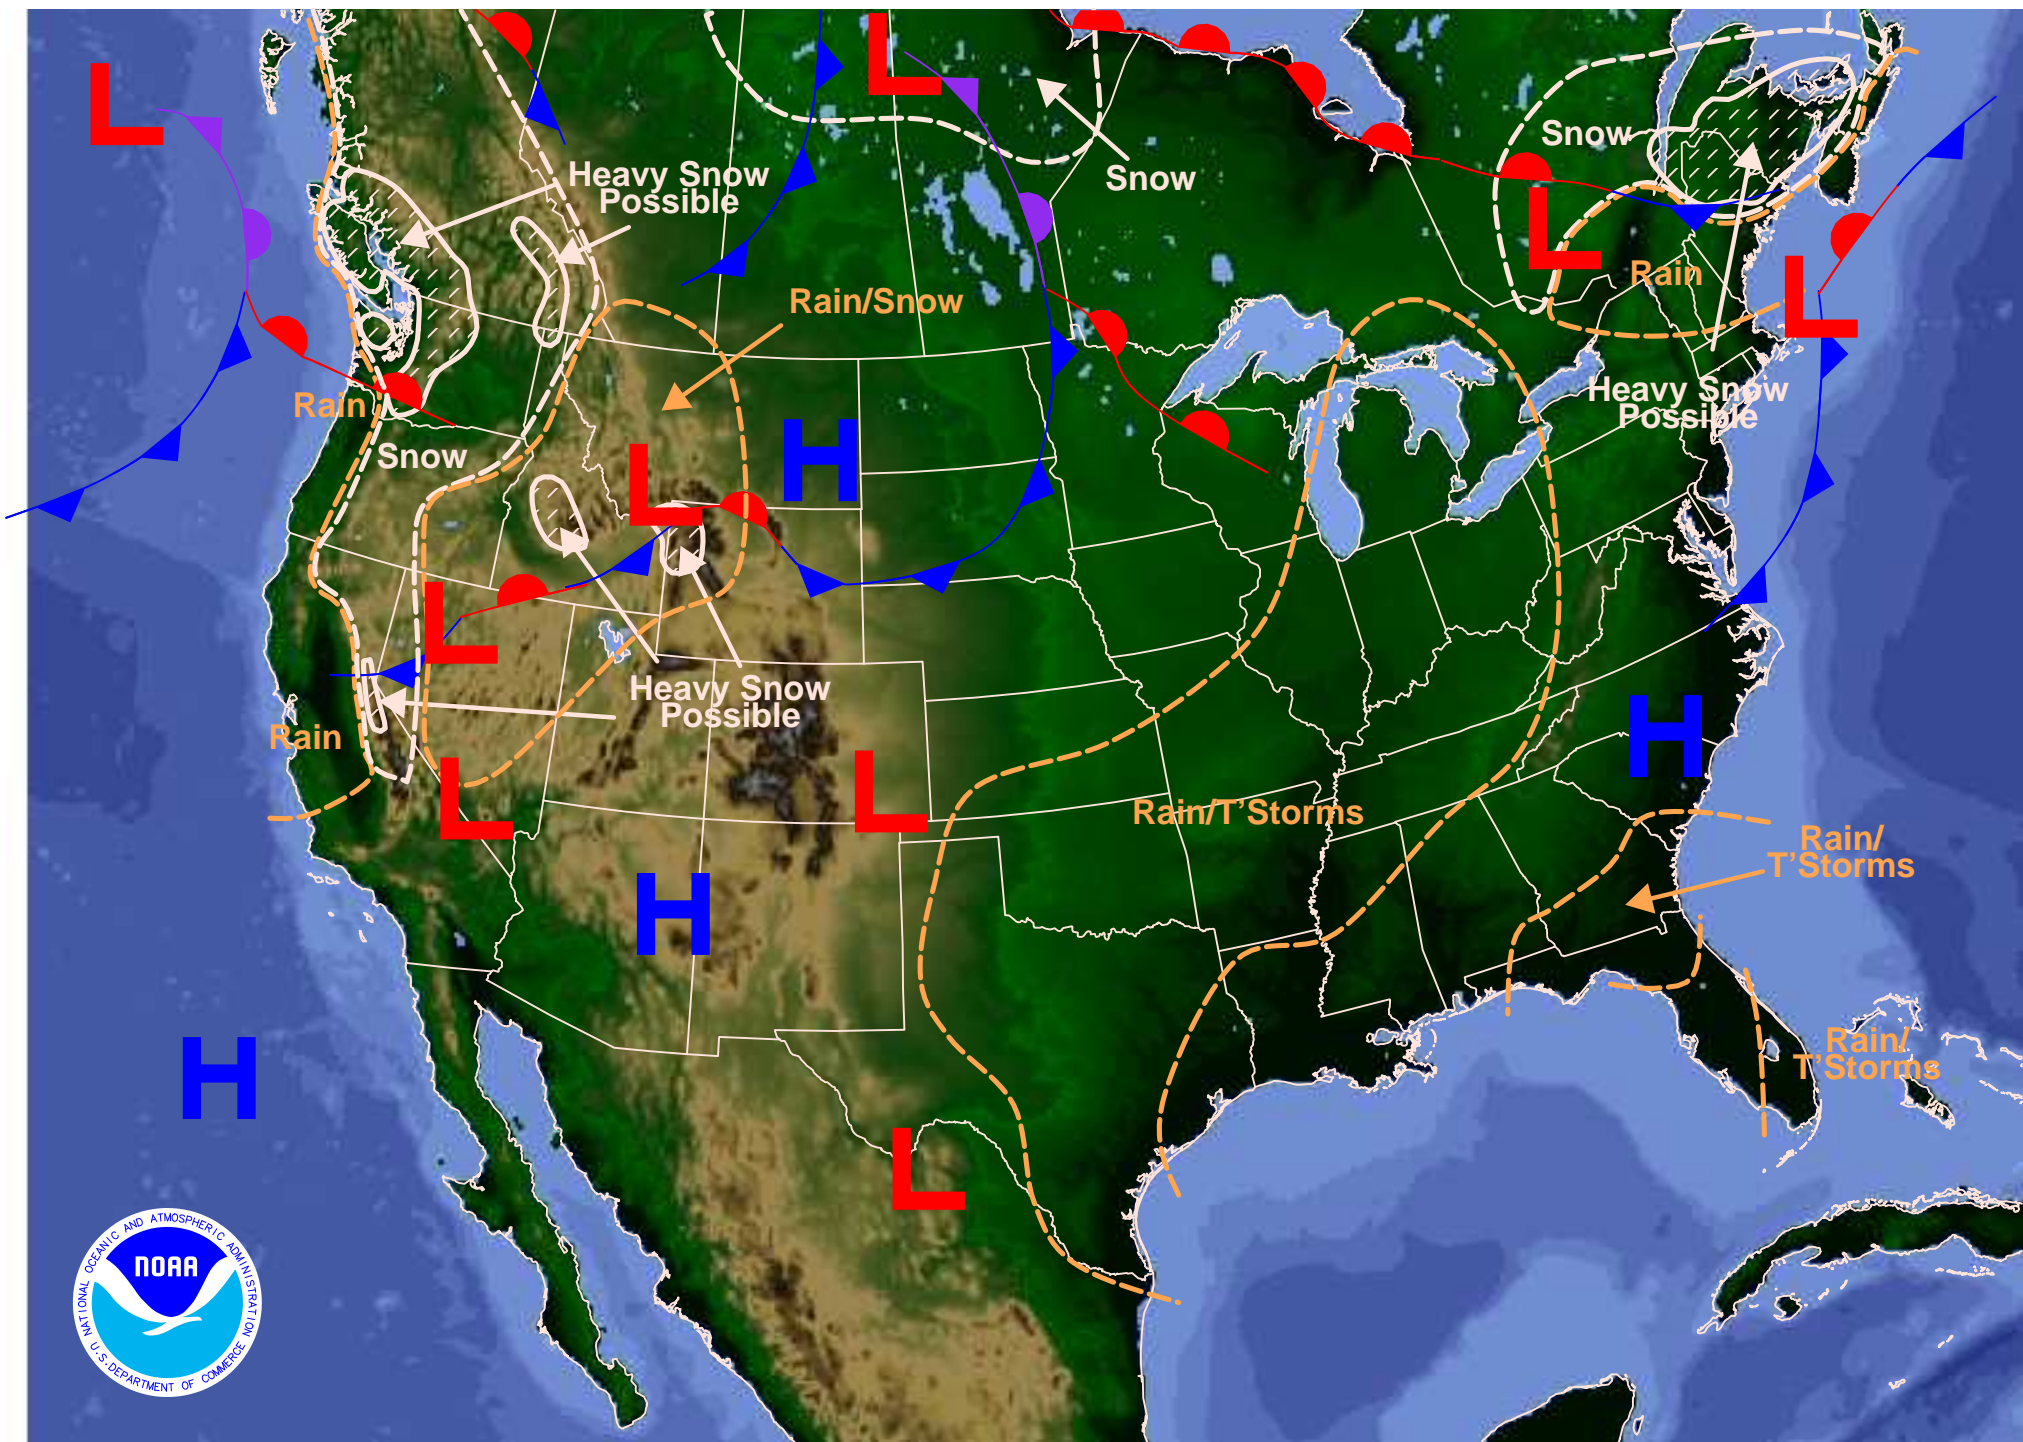 L
L
Snow
Heavy Snow
Possible
Snow
L
Rain
L
Rain/Snow
Heavy Snow
Possible
Rain
Snow
H
L
L
Heavy Snow
Possible
H
Rain
L
L
Rain/T'Storms
Rain/
T'Storms
H
Rain/
T'Storms
H
L
NATIONAL OCEANIC AND ATMOSPHERIC ADMINISTRATION
NOAA
U.S. DEPARTMENT OF COMMERCE